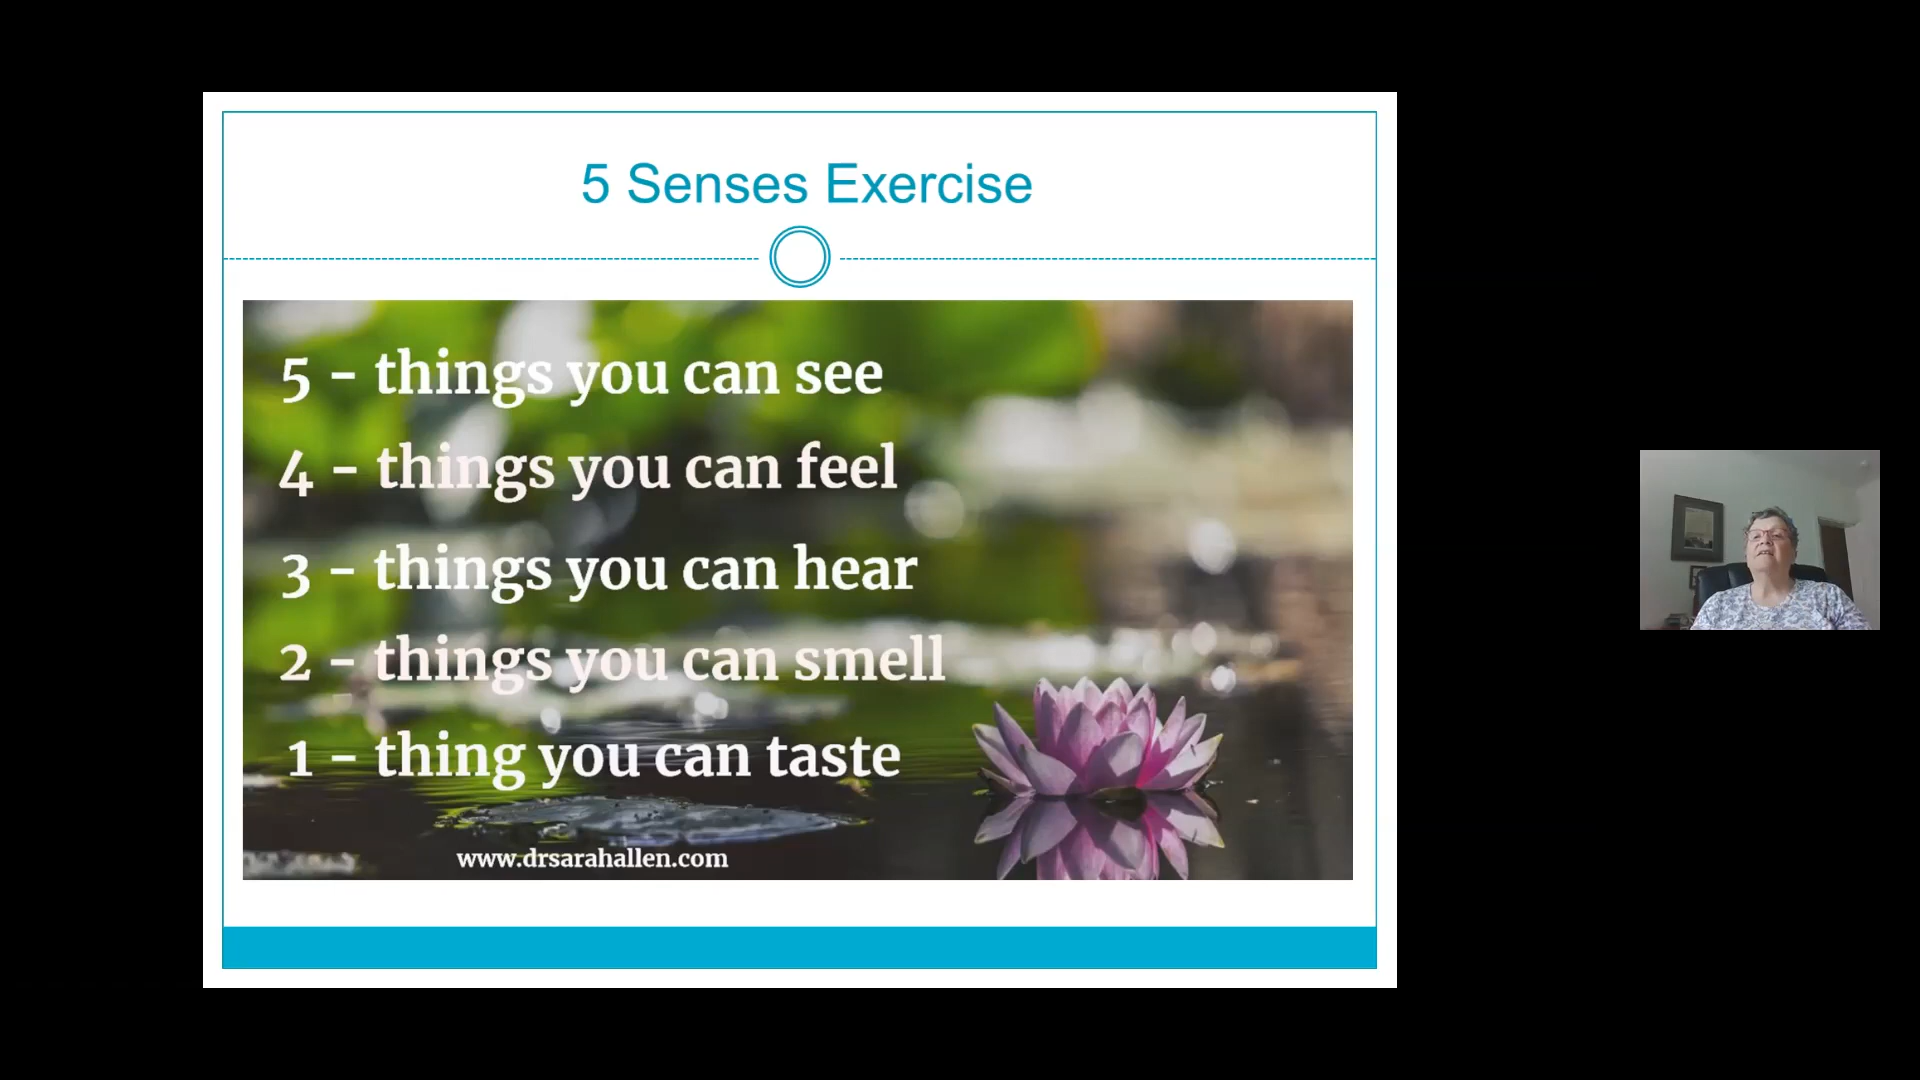 5 Senses Exercise
5 - things you can see
4 - things you can feel
3 - things you can hear
2 - things you can smell
1 - thing you can taste
www.drsarahallen.com